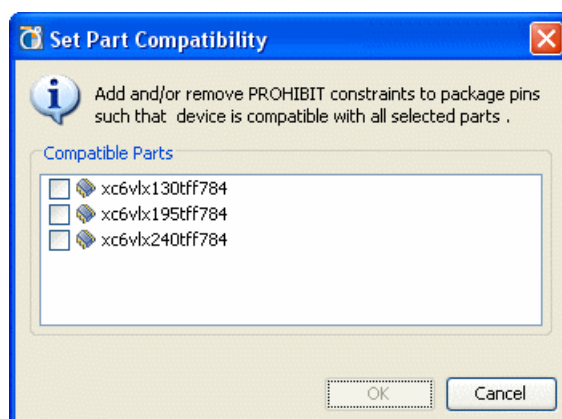 Set Part Compatibility
Add and/or remove PROHIBIT constraints to package pins
such that device is compatible with all selected parts .
Compatible Parts
xc6vlx130tff784
xc6vlx195tff784
xc6vlx240tff784
OK
Cancel